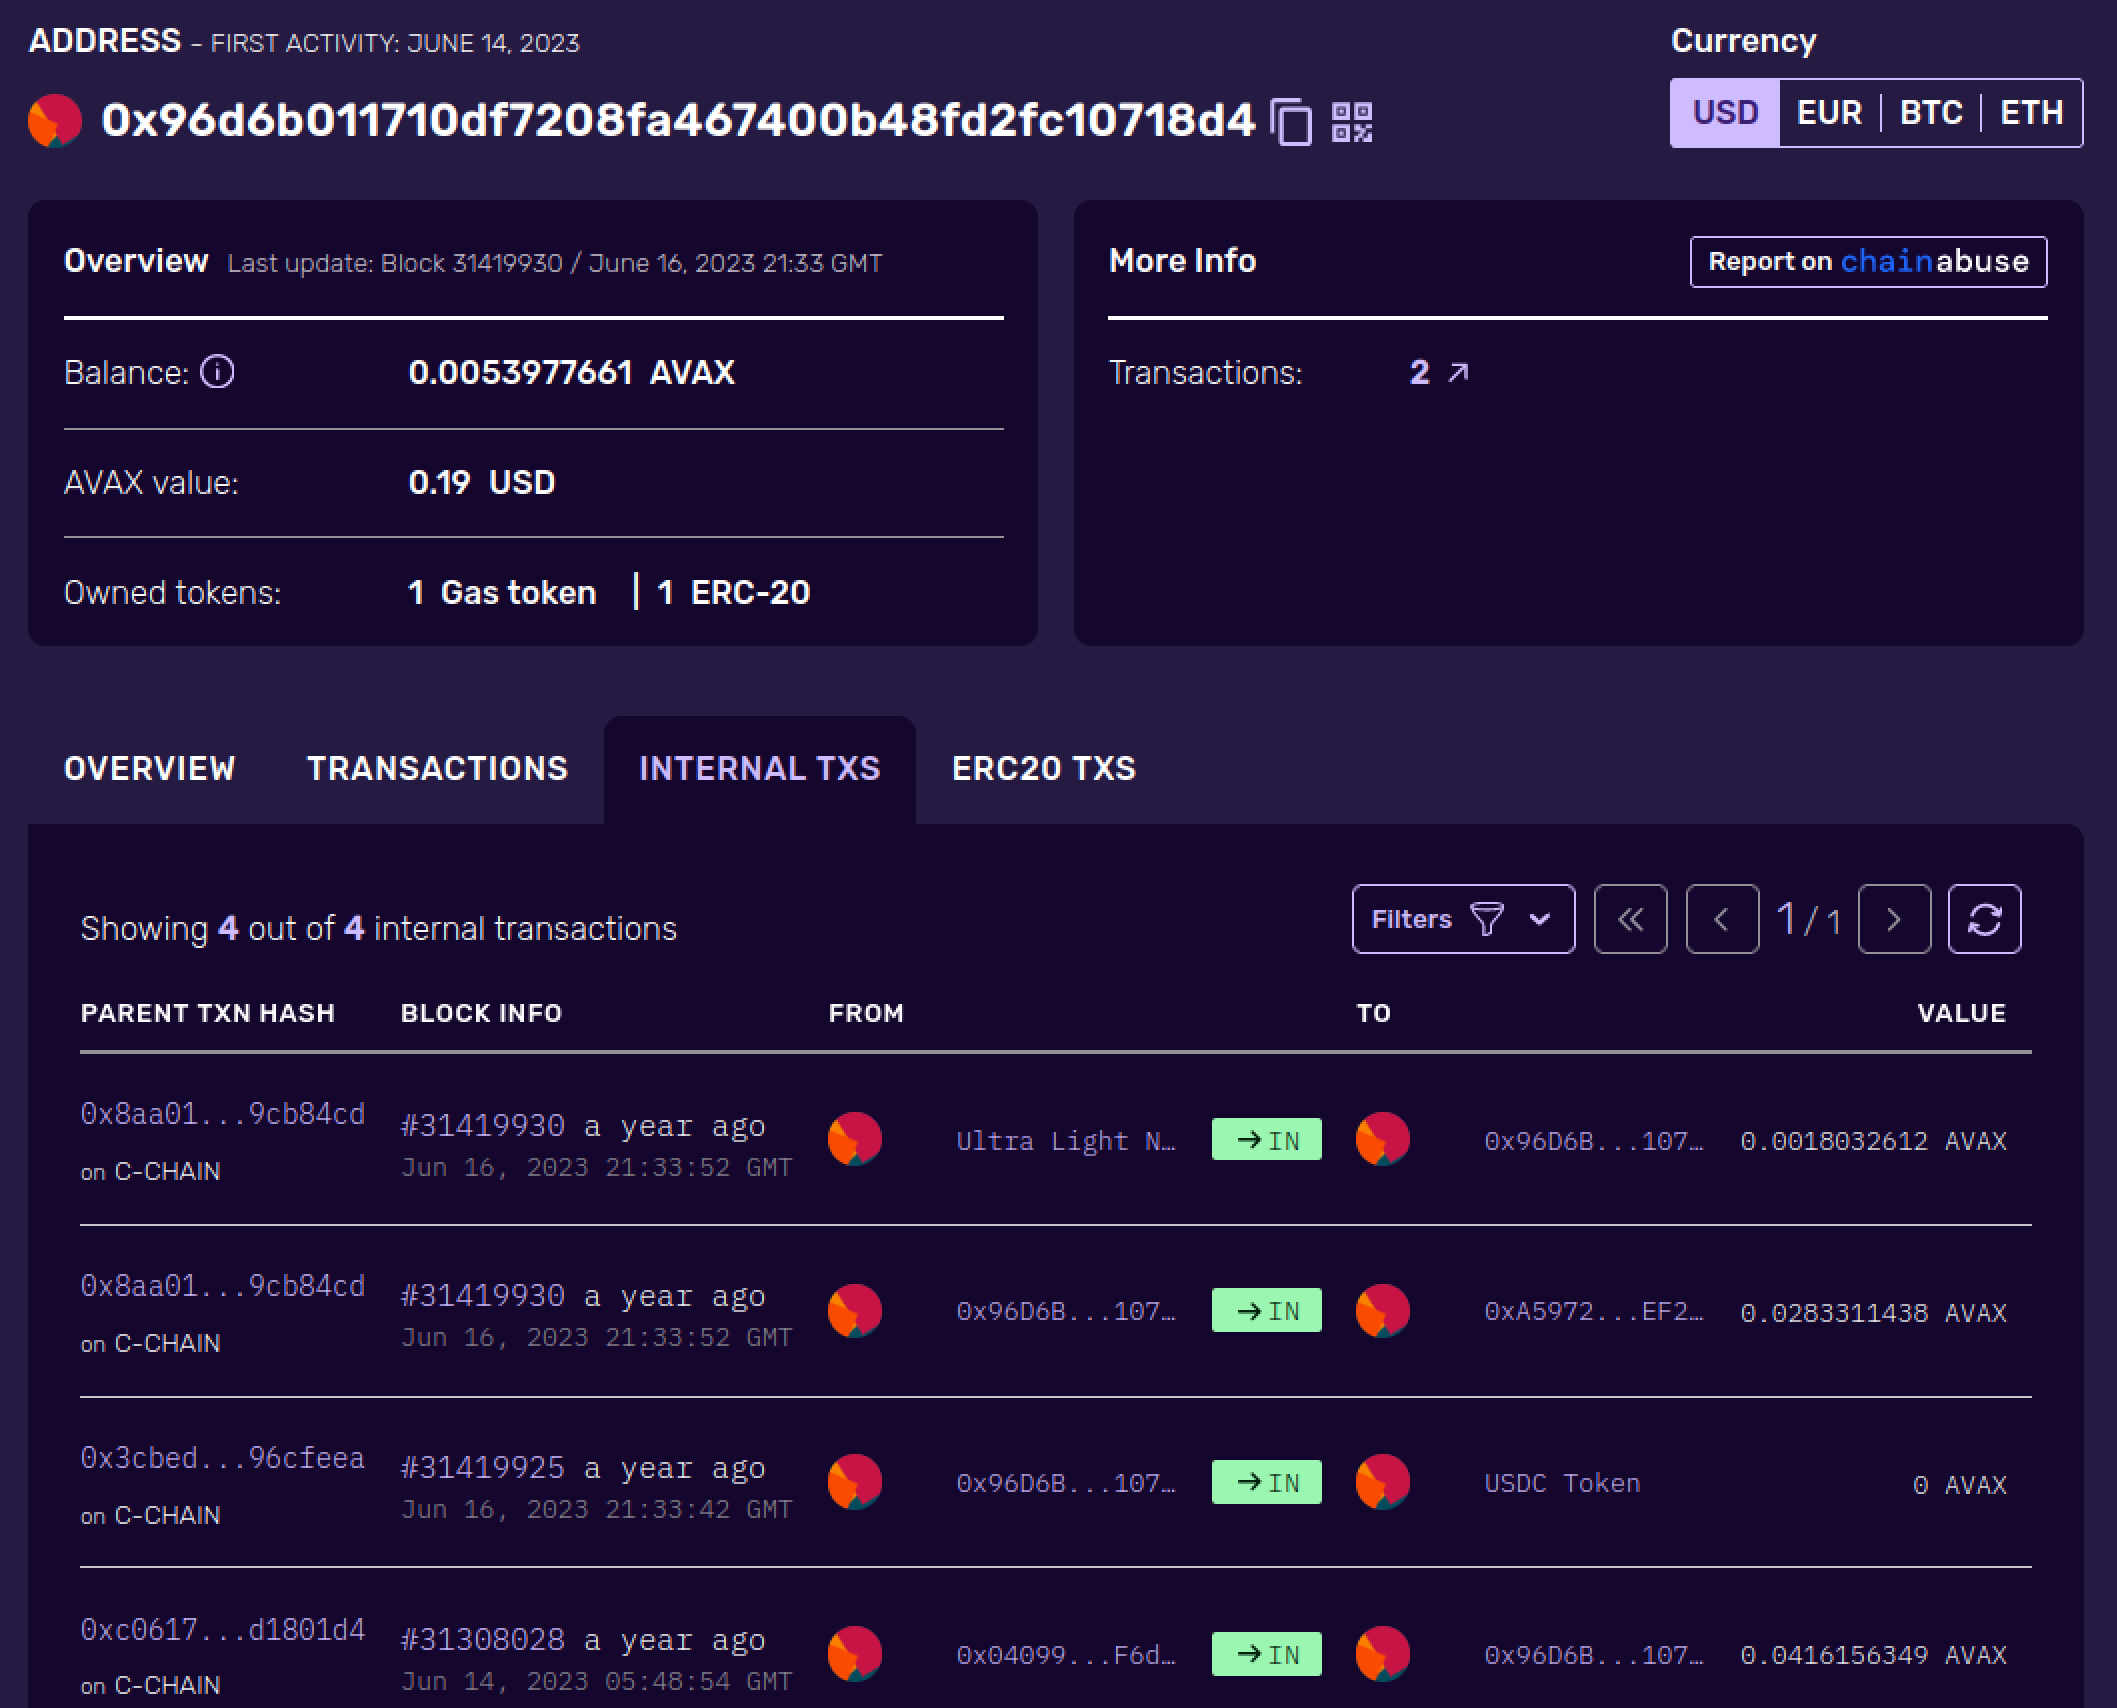 ADDRESS – FIRST ACTIVITY: JUNE 14, 2023
Currency
0x96d6b011710df7208fa467400b48fd2fc10718d4
USD EUR BTC ETH
Overview Last update: Block 31419930 / June 16, 2023 21:33 GMT
More Info
Report on chainabuse
Balance: 0.0053977661 AVAX
Transactions: 2
AVAX value: 0.19 USD
Owned tokens: 1 Gas token | 1 ERC-20
OVERVIEW TRANSACTIONS INTERNAL TXS ERC20 TXS
Showing 4 out of 4 internal transactions
Filters 1 / 1
PARENT TXN HASH BLOCK INFO FROM TO VALUE
0x8aa01...9cb84cd
on C-CHAIN
#31419930 a year ago
Jun 16, 2023 21:33:52 GMT
Ultra Light N… →IN 0x96D6B...107… 0.0018032612 AVAX
0x8aa01...9cb84cd
on C-CHAIN
#31419930 a year ago
Jun 16, 2023 21:33:52 GMT
0x96D6B...107… →IN 0xA5972...EF2… 0.0283311438 AVAX
0x3cbed...96cfeea
on C-CHAIN
#31419925 a year ago
Jun 16, 2023 21:33:42 GMT
0x96D6B...107… →IN USDC Token 0 AVAX
0xc0617...d1801d4
on C-CHAIN
#31308028 a year ago
Jun 14, 2023 05:48:54 GMT
0x04099...F6d… →IN 0x96D6B...107… 0.0416156349 AVAX